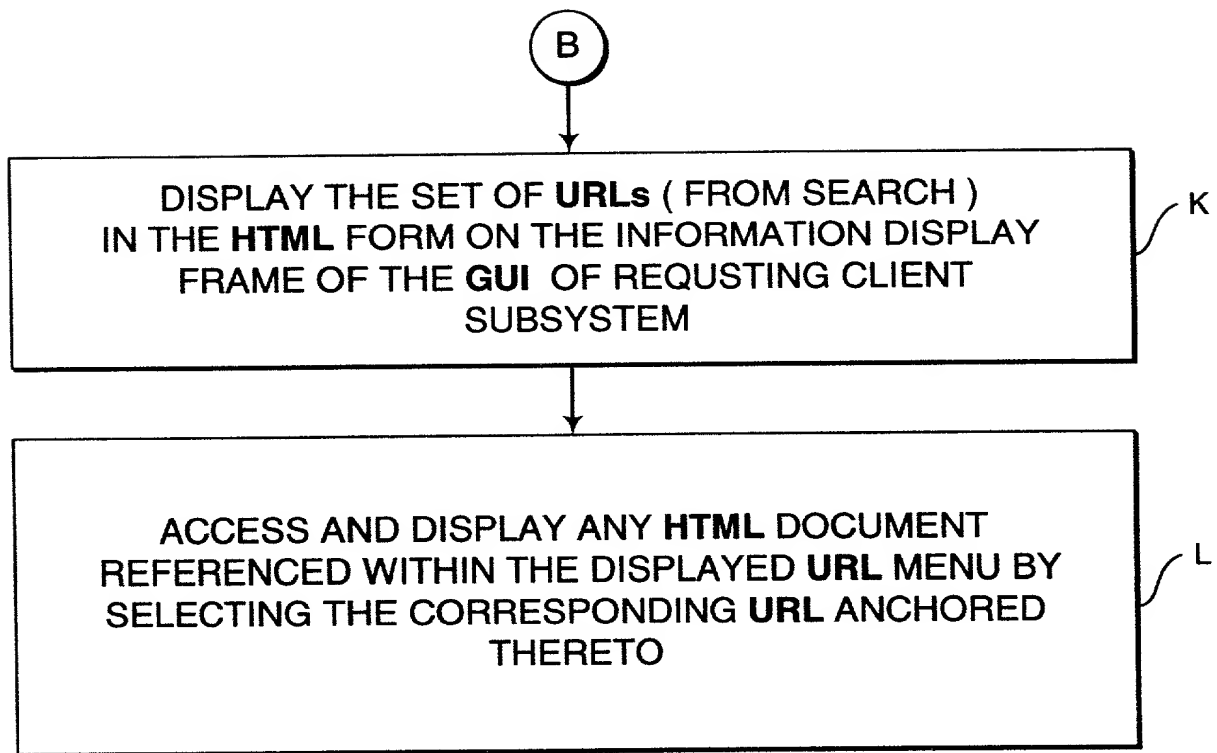 B
DISPLAY THE SET OF URLs ( FROM SEARCH )
IN THE HTML FORM ON THE INFORMATION DISPLAY
FRAME OF THE GUI OF REQUSTING CLIENT
SUBSYSTEM
K
ACCESS AND DISPLAY ANY HTML DOCUMENT
REFERENCED WITHIN THE DISPLAYED URL MENU BY
SELECTING THE CORRESPONDING URL ANCHORED
THERETO
L